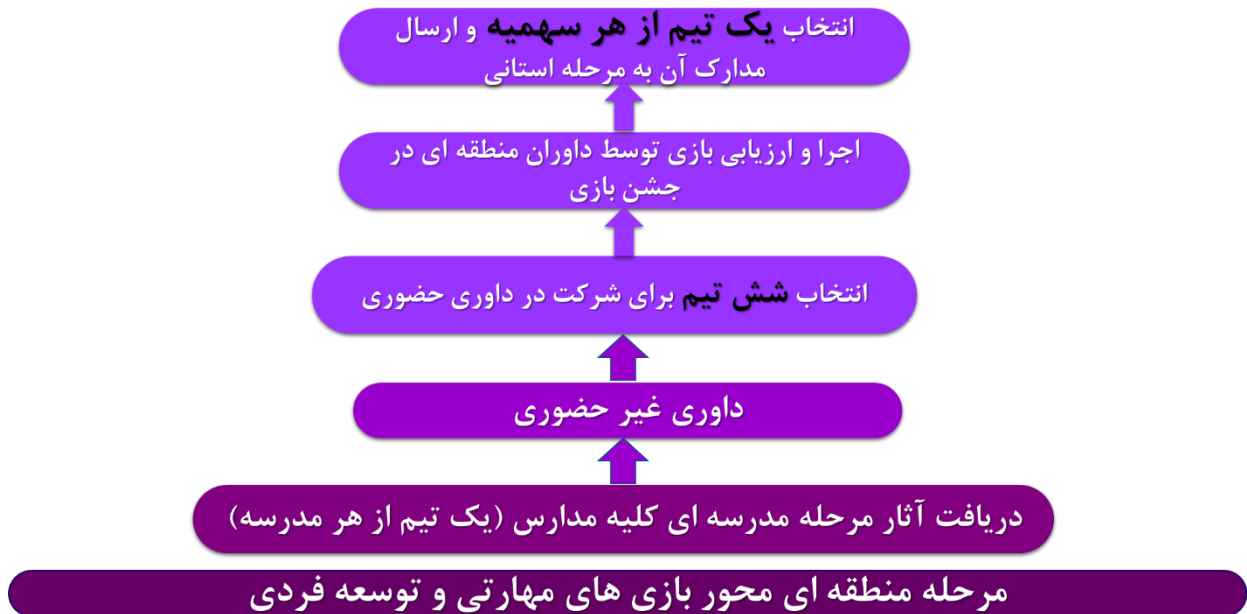 انتخاب یک تیم از هر سهمیه و ارسال
مدارک آن به مرحله استانی
اجرا و ارزیابی بازی توسط داوران منطقه ای در
جشن بازی
انتخاب شش تیم برای شرکت در داوری حضوری
داوری غیر حضوری
دریافت آثار مرحله مدرسه ای کلیه مدارس (یک تیم از هر مدرسه)
مرحله منطقه ای محور بازی های مهارتی و توسعه فردی